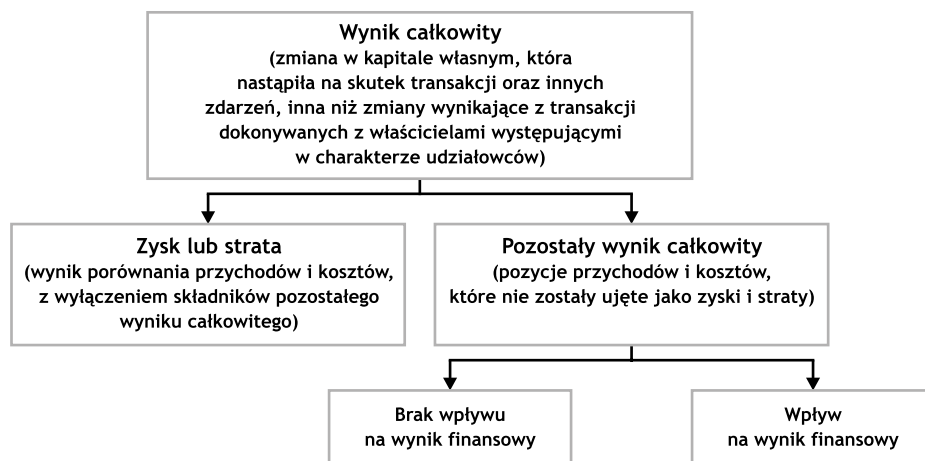 Wynik całkowity
(zmiana w kapitale własnym, która
nastąpiła na skutek transakcji oraz innych
zdarzeń, inna niż zmiany wynikające z transakcji
dokonywanych z właścicielami występującymi
w charakterze udziałowców)
Zysk lub strata
(wynik porównania przychodów i kosztów,
z wyłączeniem składników pozostałego
wyniku całkowitego)
Pozostały wynik całkowity
(pozycje przychodów i kosztów,
które nie zostały ujęte jako zyski i straty)
Brak wpływu
na wynik finansowy
Wpływ
na wynik finansowy